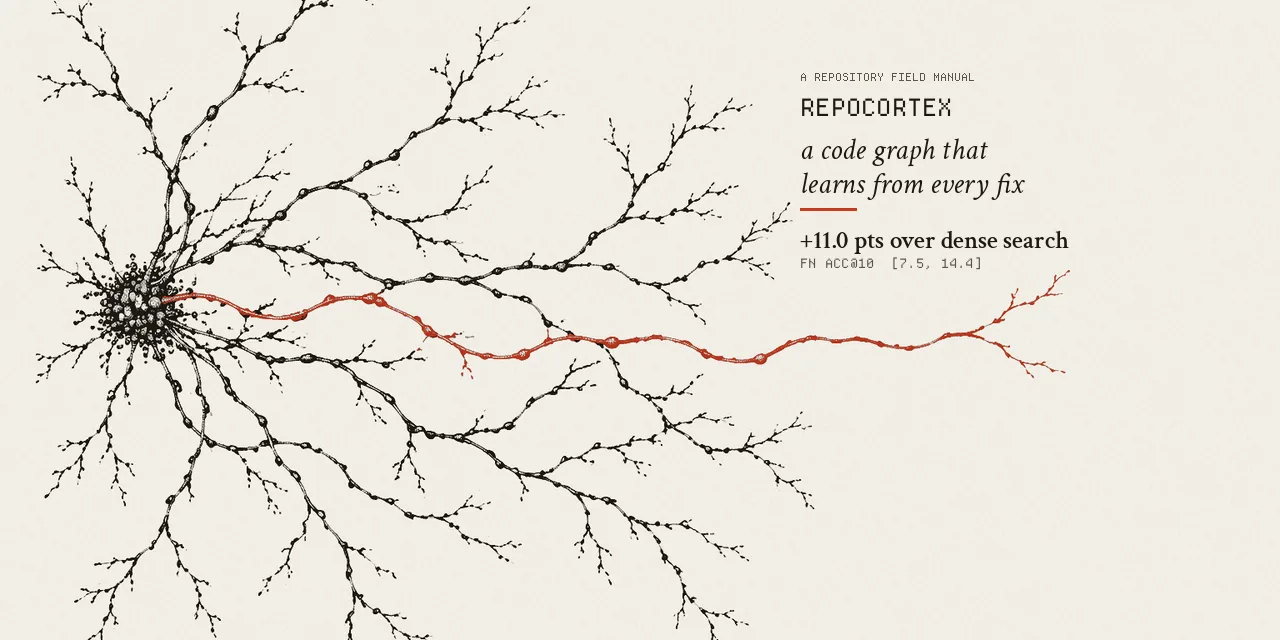 A REPOSITORY FIELD MANUAL
REPOCORTEX
a code graph that
learns from every fix
+11.0 pts over dense search
FN ACC@10 [7.5, 14.4]